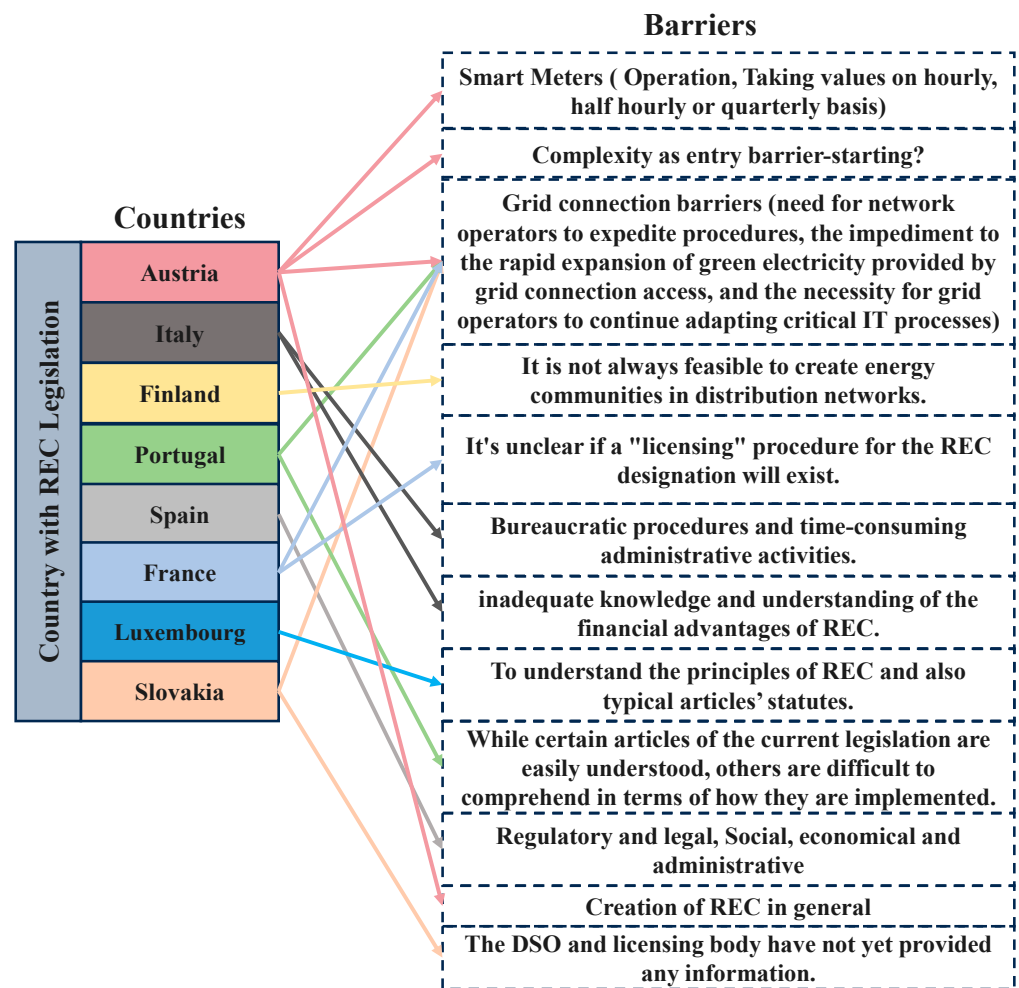 Barriers
Smart Meters ( Operation, Taking values on hourly,
half hourly or quarterly basis)
Complexity as entry barrier-starting?
Grid connection barriers (need for network
operators to expedite procedures, the impediment to
the rapid expansion of green electricity provided by
grid connection access, and the necessity for grid
operators to continue adapting critical IT processes)
It is not always feasible to create energy
communities in distribution networks.
It's unclear if a "licensing" procedure for the REC
designation will exist.
Bureaucratic procedures and time-consuming
administrative activities.
inadequate knowledge and understanding of the
financial advantages of REC.
To understand the principles of REC and also
typical articles’ statutes.
While certain articles of the current legislation are
easily understood, others are difficult to
comprehend in terms of how they are implemented.
Regulatory and legal, Social, economical and
administrative
Creation of REC in general
The DSO and licensing body have not yet provided
any information.
Countries
Country with REC Legislation
Austria
Italy
Finland
Portugal
Spain
France
Luxembourg
Slovakia